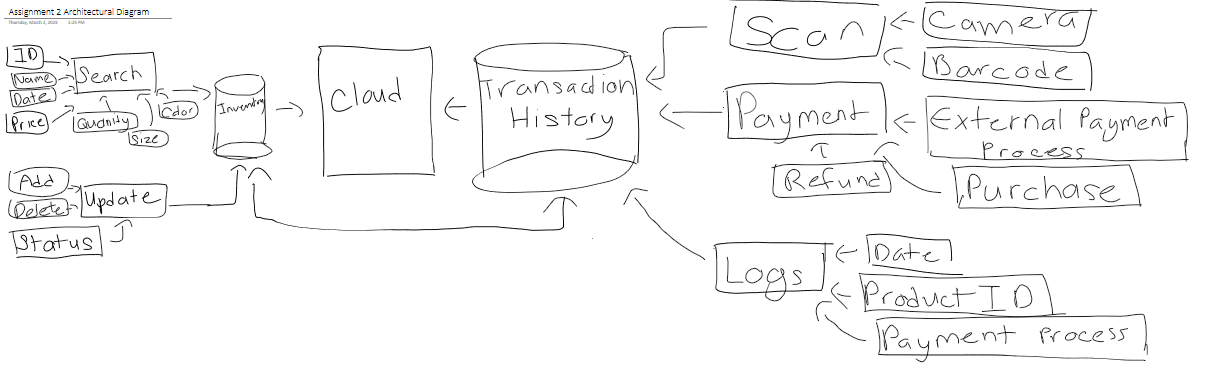 Assignment 2 Architectural Diagram
Thursday, March 2, 2023 3:25 PM
ID
Name
Date
Price
Search
Quantity
Size
Color
Inventory
Cloud
Transaction
History
Scan
Camera
Barcode
Payment
External Payment
Process
Refund
Purchase
Add
Delete
Status
Update
Logs
Date
Product ID
Payment Process